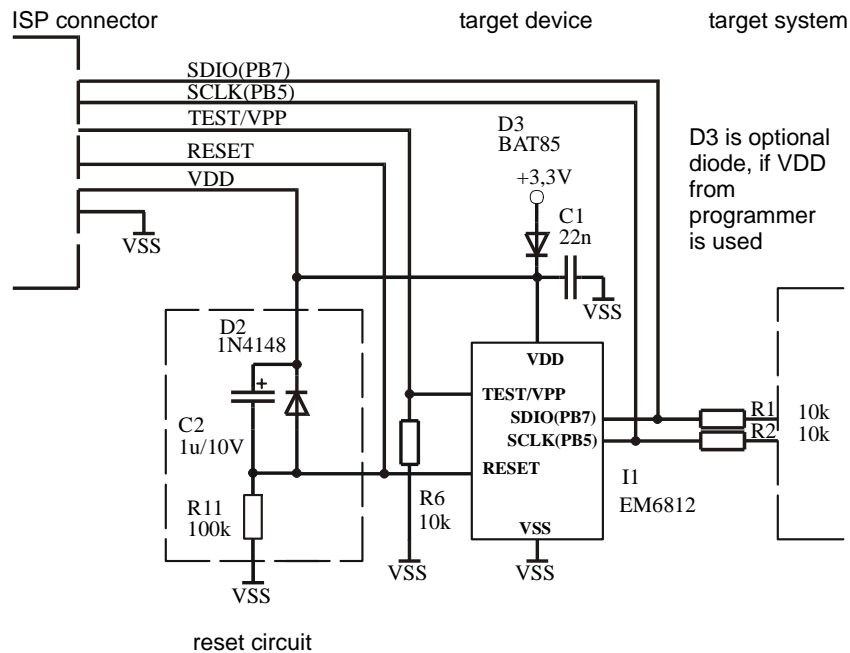 ISP connector
target device
target system
SDIO(PB7)
SCLK(PB5)
TEST/VPP
RESET
VDD
VSS
D3
BAT85
+3,3V
C1
22n
VSS
D3 is optional
diode, if VDD
from
programmer
is used
D2
1N4148
+
C2
1u/10V
R11
100k
VSS
reset circuit
R6
10k
VSS
VDD
TEST/VPP
SDIO(PB7)
SCLK(PB5)
RESET
VSS
I1
EM6812
VSS
R1
10k
R2
10k